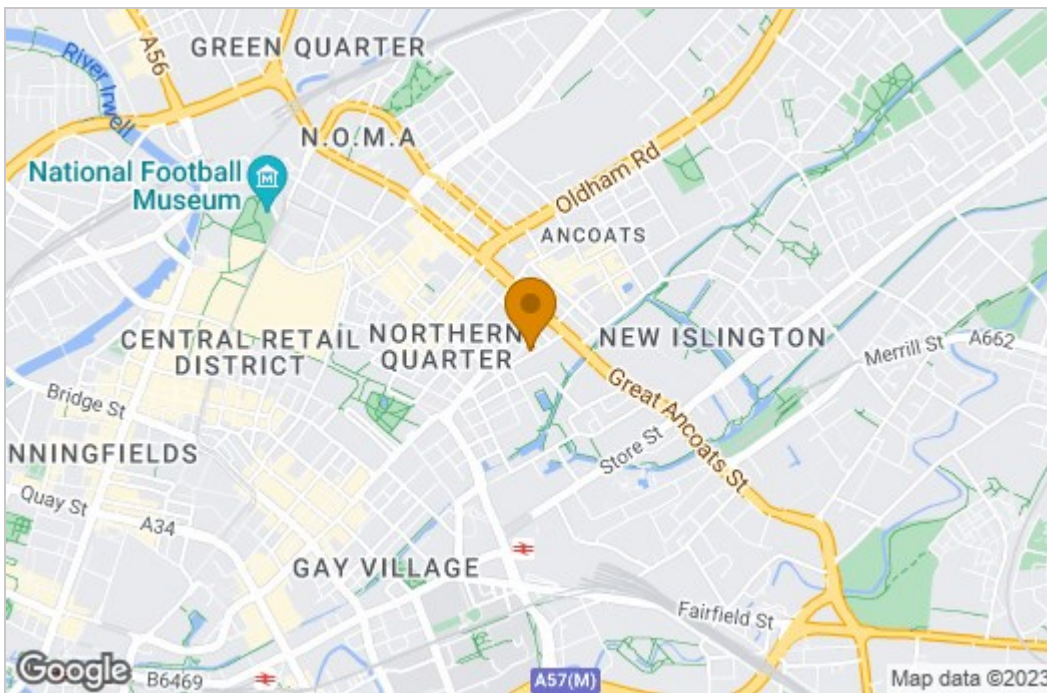 A56
GREEN QUARTER
River Irwell
N.O.M.A
National Football
Museum
Oldham Rd
ANCOATS
CENTRAL RETAIL
DISTRICT
NORTHERN
QUARTER
NEW ISLINGTON
Merrill St
A662
Bridge St
Great Ancoats St.
Store St
NNINGFIELDS
Quay St
A34
GAY VILLAGE
Fairfield St
Google
B6469
A57(M)
Map data ©2023